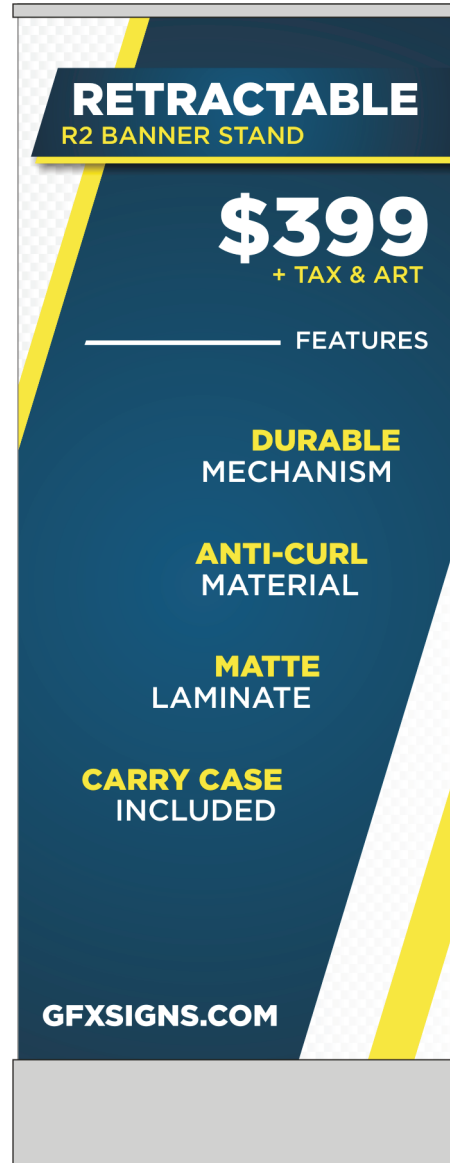 RETRACTABLE
R2 BANNER STAND
$399
+ TAX & ART
FEATURES
DURABLE
MECHANISM
ANTI-CURL
MATERIAL
MATTE
LAMINATE
CARRY CASE
INCLUDED
GFXSIGNS.COM